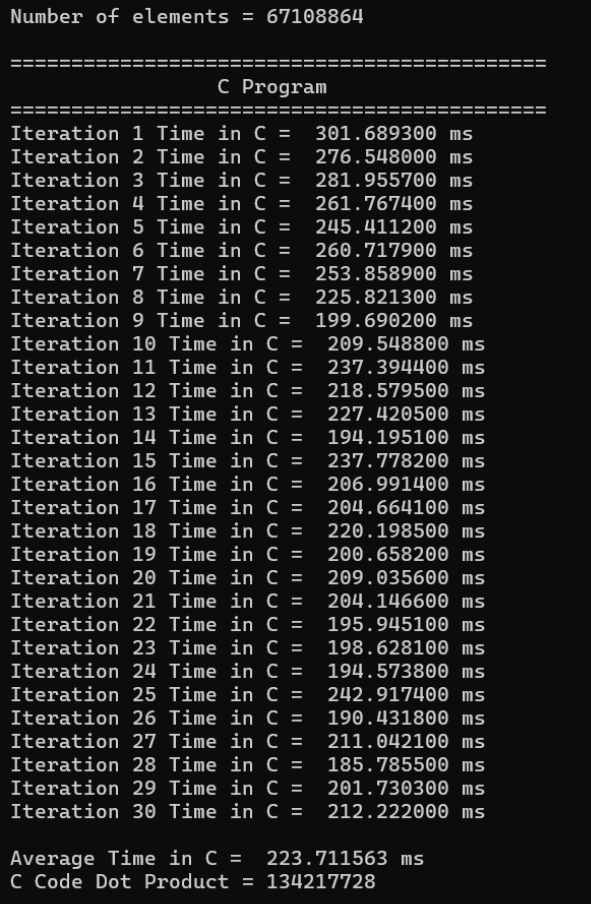 Number of elements = 67108864
============================================
C Program
============================================
Iteration 1 Time in C =  301.689300 ms
Iteration 2 Time in C =  276.548000 ms
Iteration 3 Time in C =  281.955700 ms
Iteration 4 Time in C =  261.767400 ms
Iteration 5 Time in C =  245.411200 ms
Iteration 6 Time in C =  260.717900 ms
Iteration 7 Time in C =  253.858900 ms
Iteration 8 Time in C =  225.821300 ms
Iteration 9 Time in C =  199.690200 ms
Iteration 10 Time in C =  209.548800 ms
Iteration 11 Time in C =  237.394400 ms
Iteration 12 Time in C =  218.579500 ms
Iteration 13 Time in C =  227.420500 ms
Iteration 14 Time in C =  194.195100 ms
Iteration 15 Time in C =  237.778200 ms
Iteration 16 Time in C =  206.991400 ms
Iteration 17 Time in C =  204.664100 ms
Iteration 18 Time in C =  220.198500 ms
Iteration 19 Time in C =  200.658200 ms
Iteration 20 Time in C =  209.035600 ms
Iteration 21 Time in C =  204.146600 ms
Iteration 22 Time in C =  195.945100 ms
Iteration 23 Time in C =  198.628100 ms
Iteration 24 Time in C =  194.573800 ms
Iteration 25 Time in C =  242.917400 ms
Iteration 26 Time in C =  190.431800 ms
Iteration 27 Time in C =  211.042100 ms
Iteration 28 Time in C =  185.785500 ms
Iteration 29 Time in C =  201.730300 ms
Iteration 30 Time in C =  212.222000 ms
Average Time in C =  223.711563 ms
C Code Dot Product = 134217728